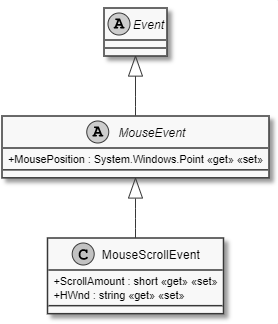 A Event
A MouseEvent
+MousePosition : System.Windows.Point «get» «set»
C MouseScrollEvent
+ScrollAmount : short «get» «set»
+HWnd : string «get» «set»